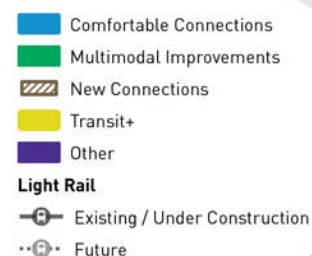 Comfortable Connections
Multimodal Improvements
New Connections
Transit+
Other
Light Rail
Existing / Under Construction
Future